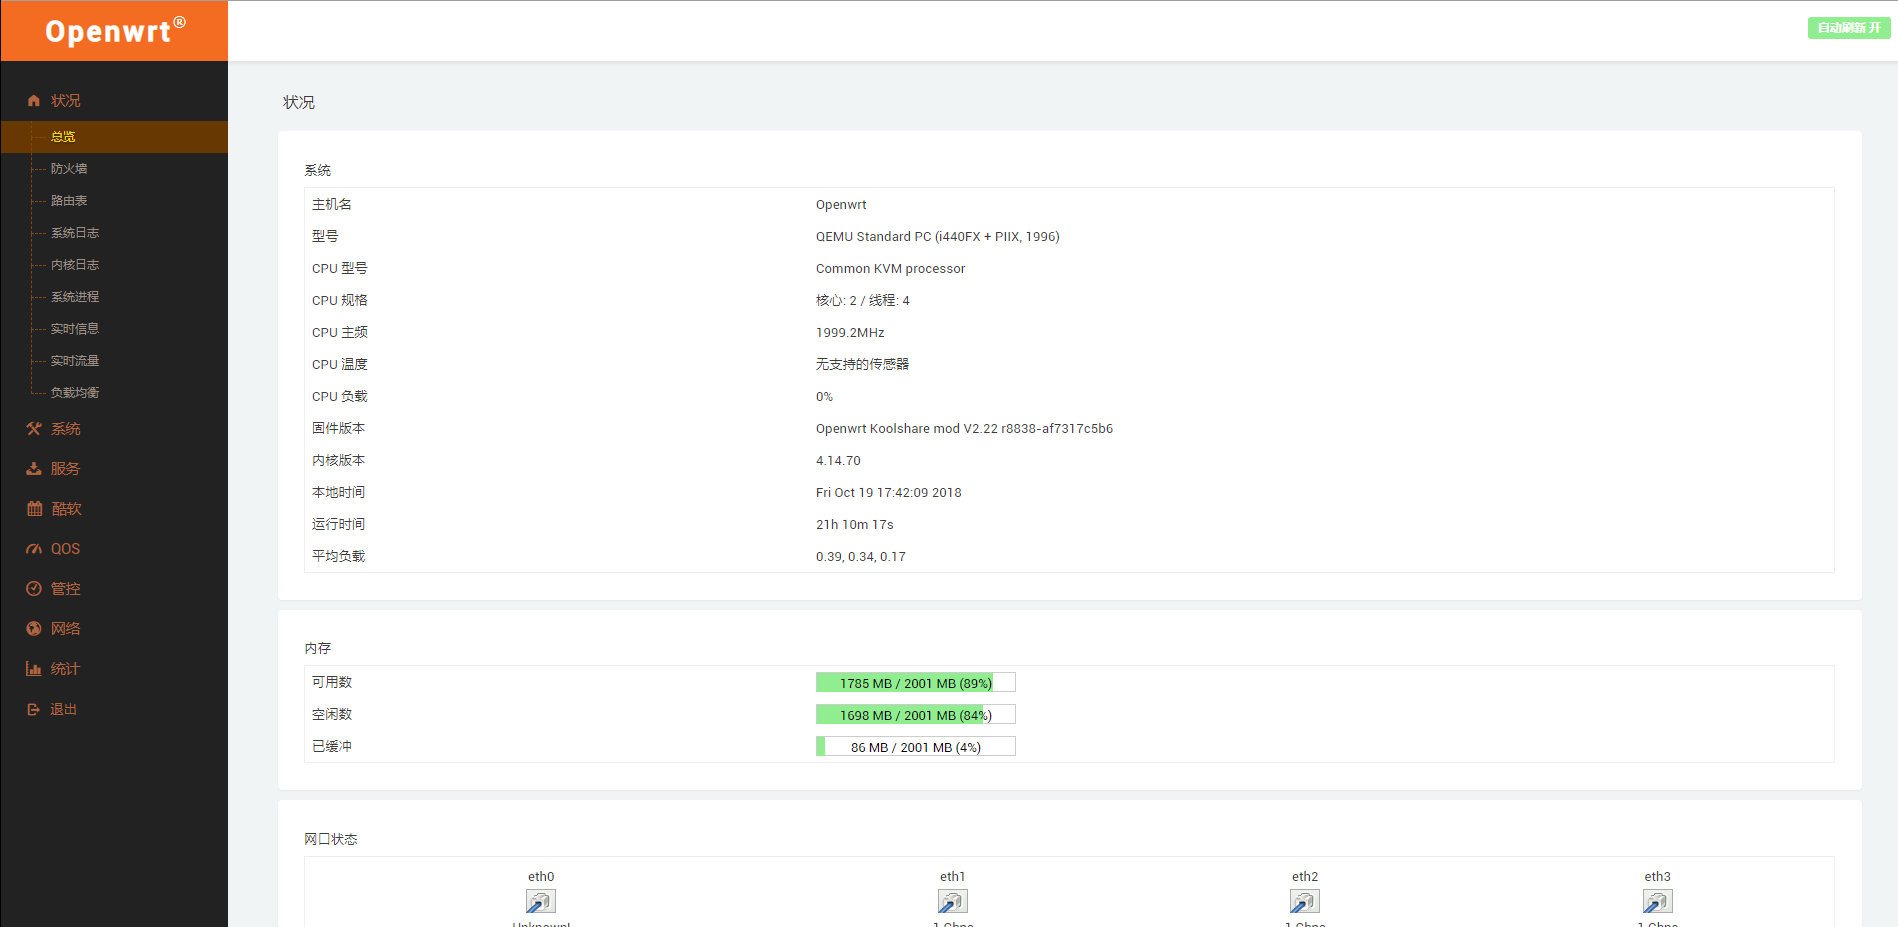 Openwrt®
自动刷新 开
状况
总览
防火墙
路由表
系统日志
内核日志
系统进程
实时信息
实时流量
负载均衡
系统
服务
酷软
QOS
管控
网络
统计
退出
状况
系统
主机名 Openwrt
型号 QEMU Standard PC (i440FX + PIIX, 1996)
CPU 型号 Common KVM processor
CPU 规格 核心: 2 / 线程: 4
CPU 主频 1999.2MHz
CPU 温度 无支持的传感器
CPU 负载 0%
固件版本 Openwrt Koolshare mod V2.22 r8838-af7317c5b6
内核版本 4.14.70
本地时间 Fri Oct 19 17:42:09 2018
运行时间 21h 10m 17s
平均负载 0.39, 0.34, 0.17
内存
可用数 1785 MB / 2001 MB (89%)
空闲数 1698 MB / 2001 MB (84%)
已缓冲 86 MB / 2001 MB (4%)
网口状态
eth0 eth1 eth2 eth3